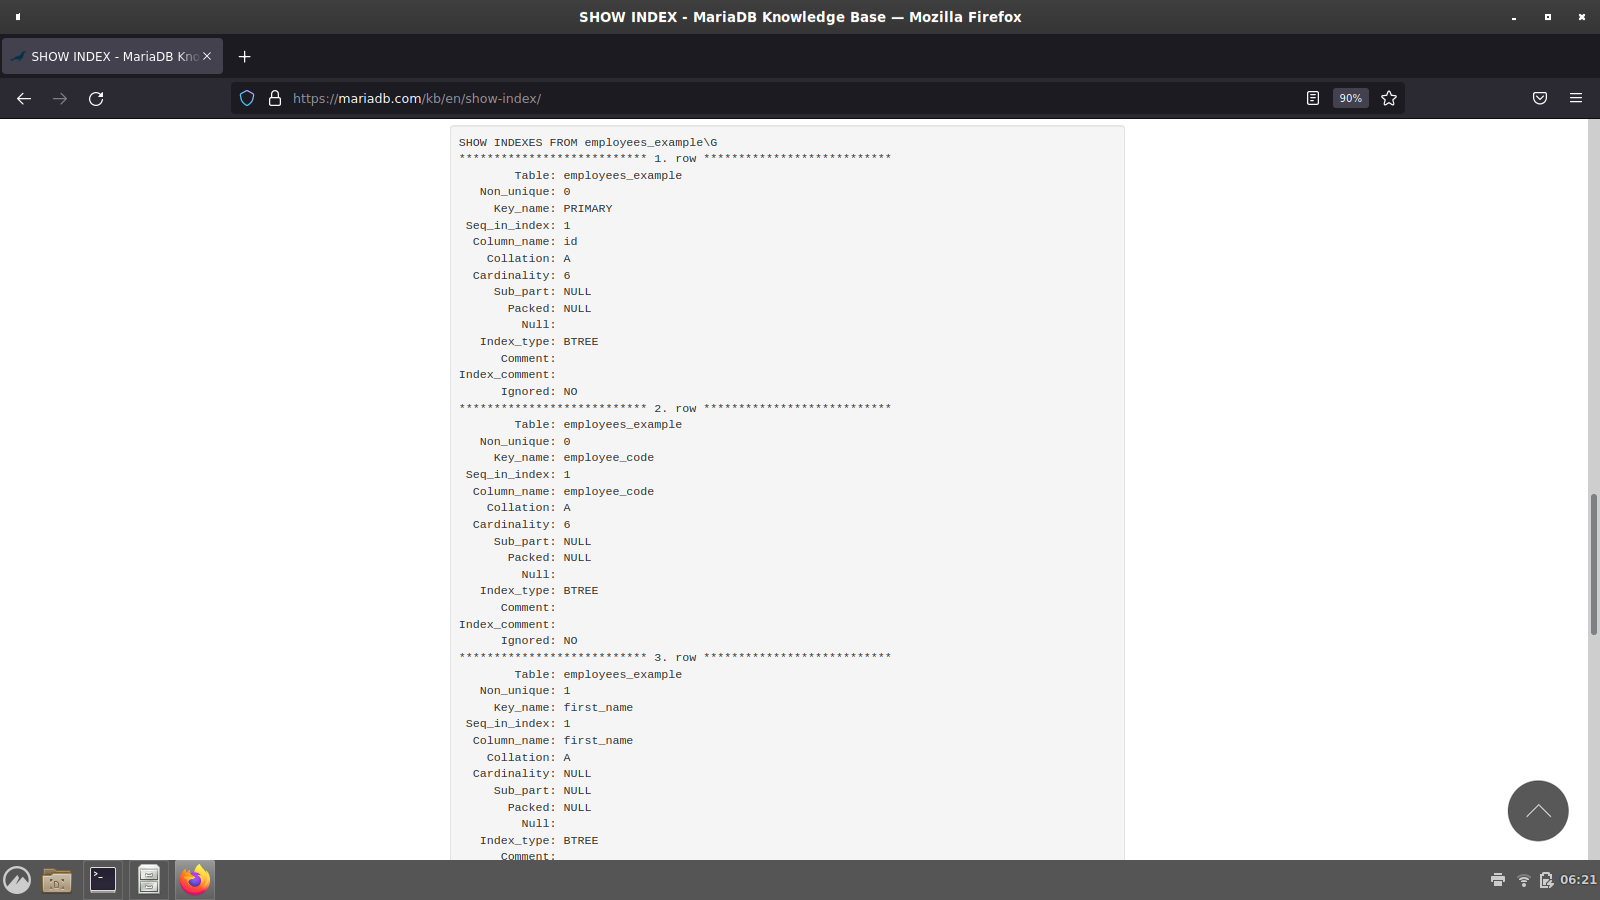 SHOW INDEX - MariaDB Knowledge Base — Mozilla Firefox
SHOW INDEX - MariaDB Kno
https://mariadb.com/kb/en/show-index/
90%
SHOW INDEXES FROM employees_example\G
*************************** 1. row ***************************
Table: employees_example
Non_unique: 0
Key_name: PRIMARY
Seq_in_index: 1
Column_name: id
Collation: A
Cardinality: 6
Sub_part: NULL
Packed: NULL
Null:
Index_type: BTREE
Comment:
Index_comment:
Ignored: NO
*************************** 2. row ***************************
Table: employees_example
Non_unique: 0
Key_name: employee_code
Seq_in_index: 1
Column_name: employee_code
Collation: A
Cardinality: 6
Sub_part: NULL
Packed: NULL
Null:
Index_type: BTREE
Comment:
Index_comment:
Ignored: NO
*************************** 3. row ***************************
Table: employees_example
Non_unique: 1
Key_name: first_name
Seq_in_index: 1
Column_name: first_name
Collation: A
Cardinality: NULL
Sub_part: NULL
Packed: NULL
Null:
Index_type: BTREE
Comment:
06:21